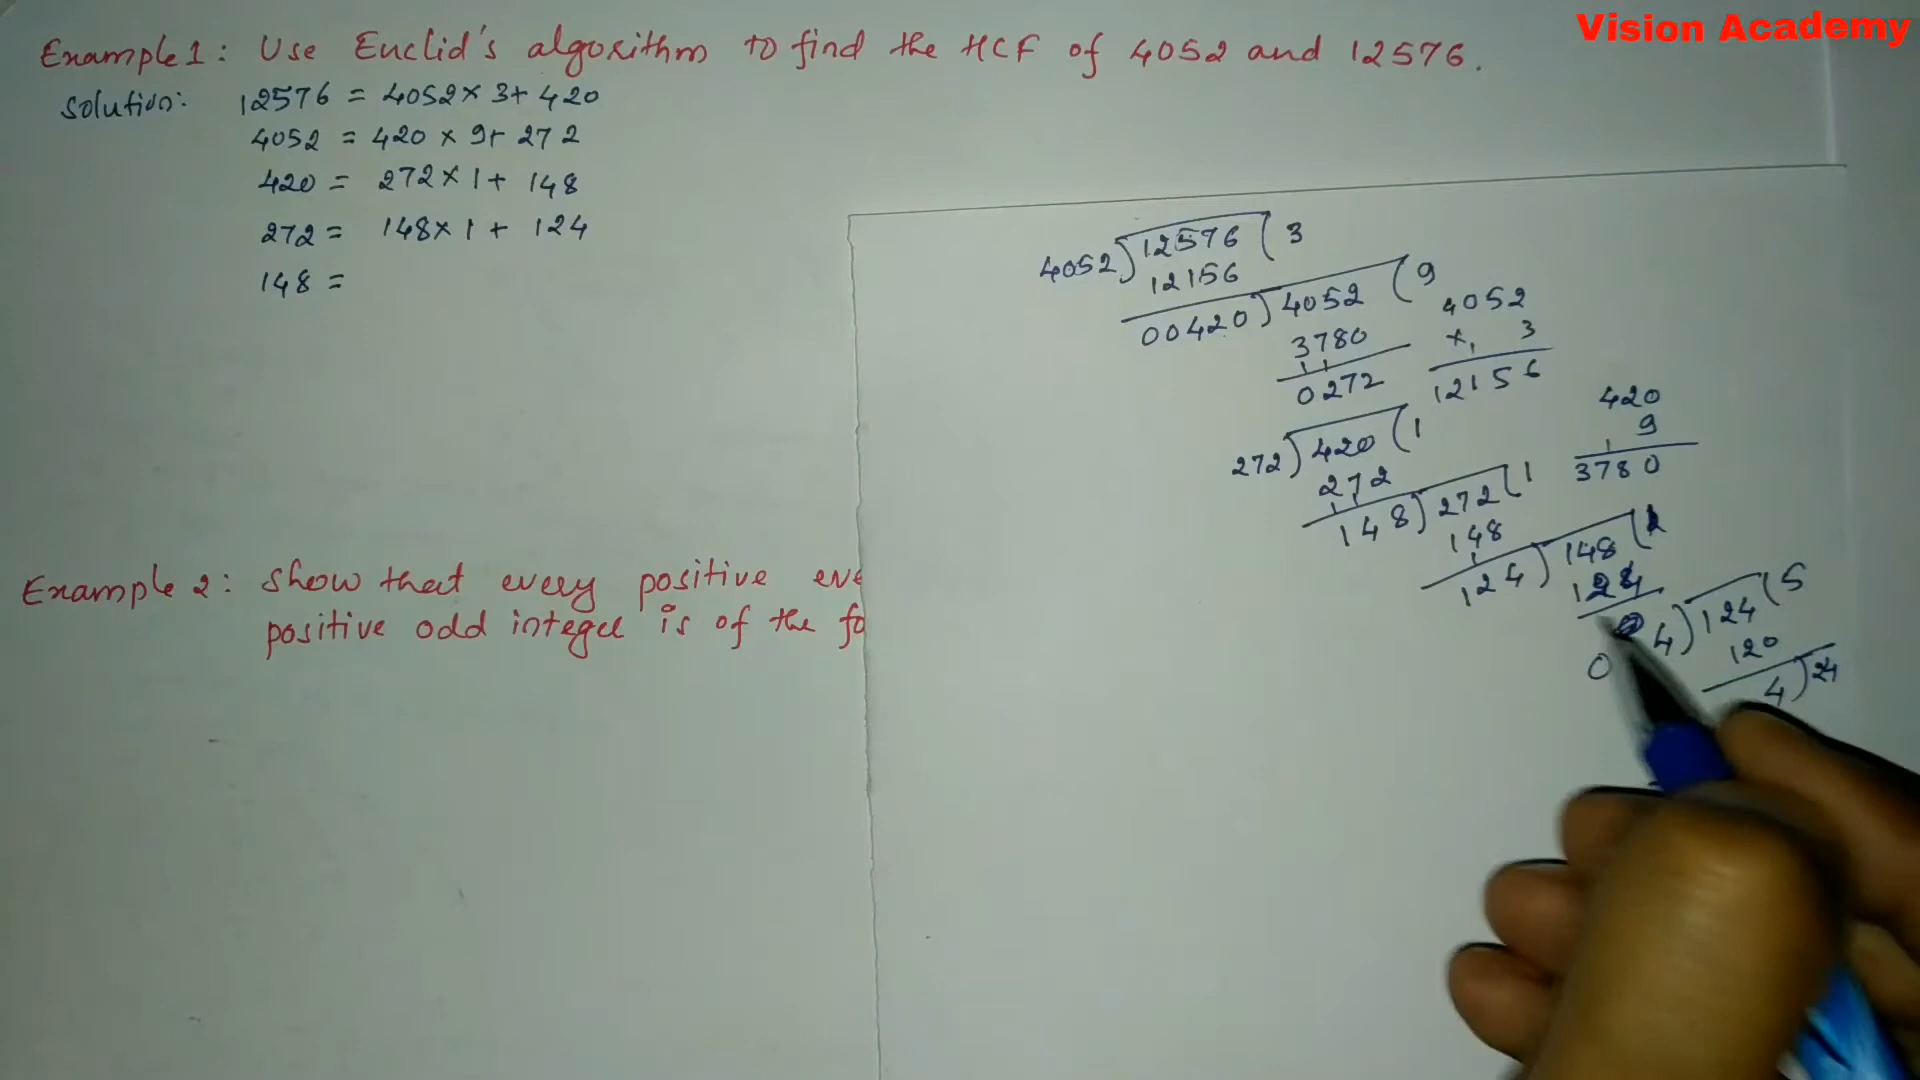 Vision Academy
Example 1: Use Euclid's algorithm to find the HCF of 4052 and 12576.
Solution: 12576 = 4052 × 3 + 420
4052 = 420 × 9 + 272
420 = 272 × 1 + 148
272 = 148 × 1 + 124
148 =
4052 ) 12576 ( 3
12156
00420 ) 4052 ( 9
3780
0272
4052
× 3
12156
420
9
3780
272 ) 420 ( 1
272
148 ) 272 ( 1
148
124 ) 148 (
124
4 ) 124 ( 5
120
4 ) 24
Example 2: Show that every positive eve
positive odd integer is of the fo